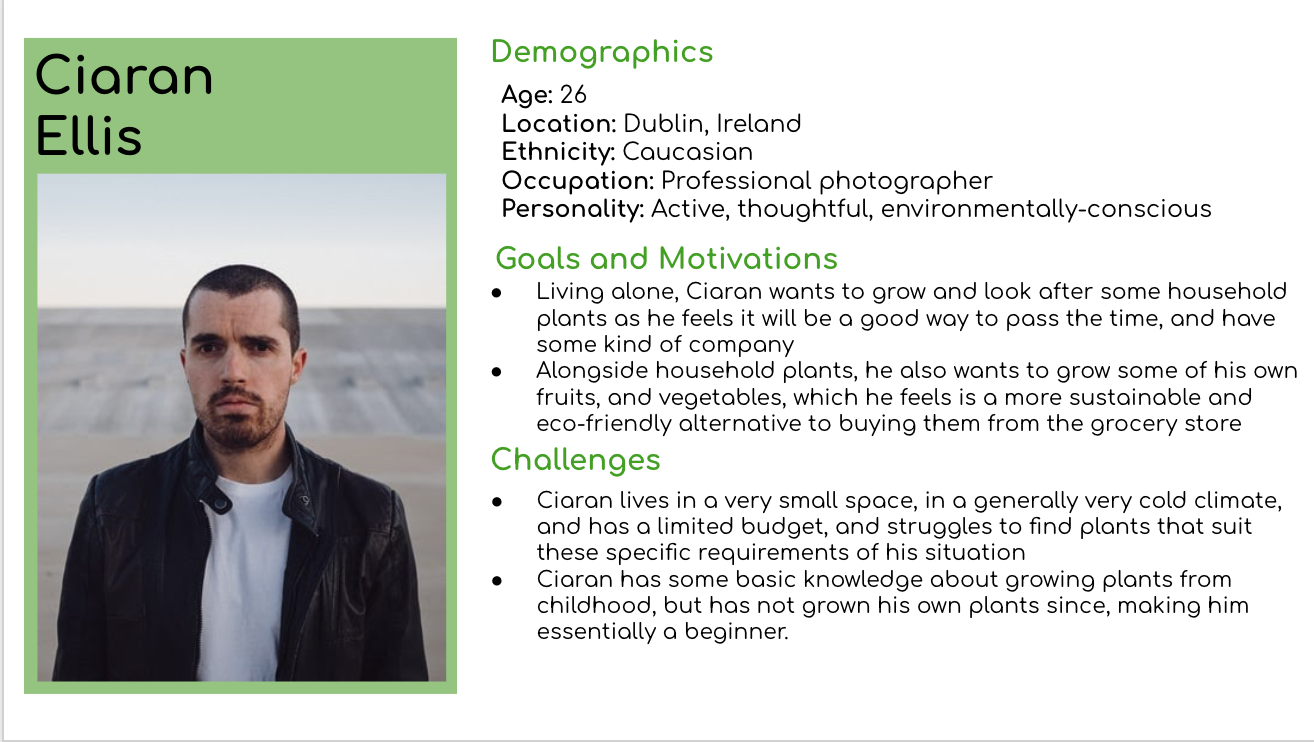 Ciaran
Ellis
Demographics
Age: 26
Location: Dublin, Ireland
Ethnicity: Caucasian
Occupation: Professional photographer
Personality: Active, thoughtful, environmentally-conscious
Goals and Motivations
● Living alone, Ciaran wants to grow and look after some household
plants as he feels it will be a good way to pass the time, and have
some kind of company
● Alongside household plants, he also wants to grow some of his own
fruits, and vegetables, which he feels is a more sustainable and
eco-friendly alternative to buying them from the grocery store
Challenges
● Ciaran lives in a very small space, in a generally very cold climate,
and has a limited budget, and struggles to find plants that suit
these specific requirements of his situation
● Ciaran has some basic knowledge about growing plants from
childhood, but has not grown his own plants since, making him
essentially a beginner.